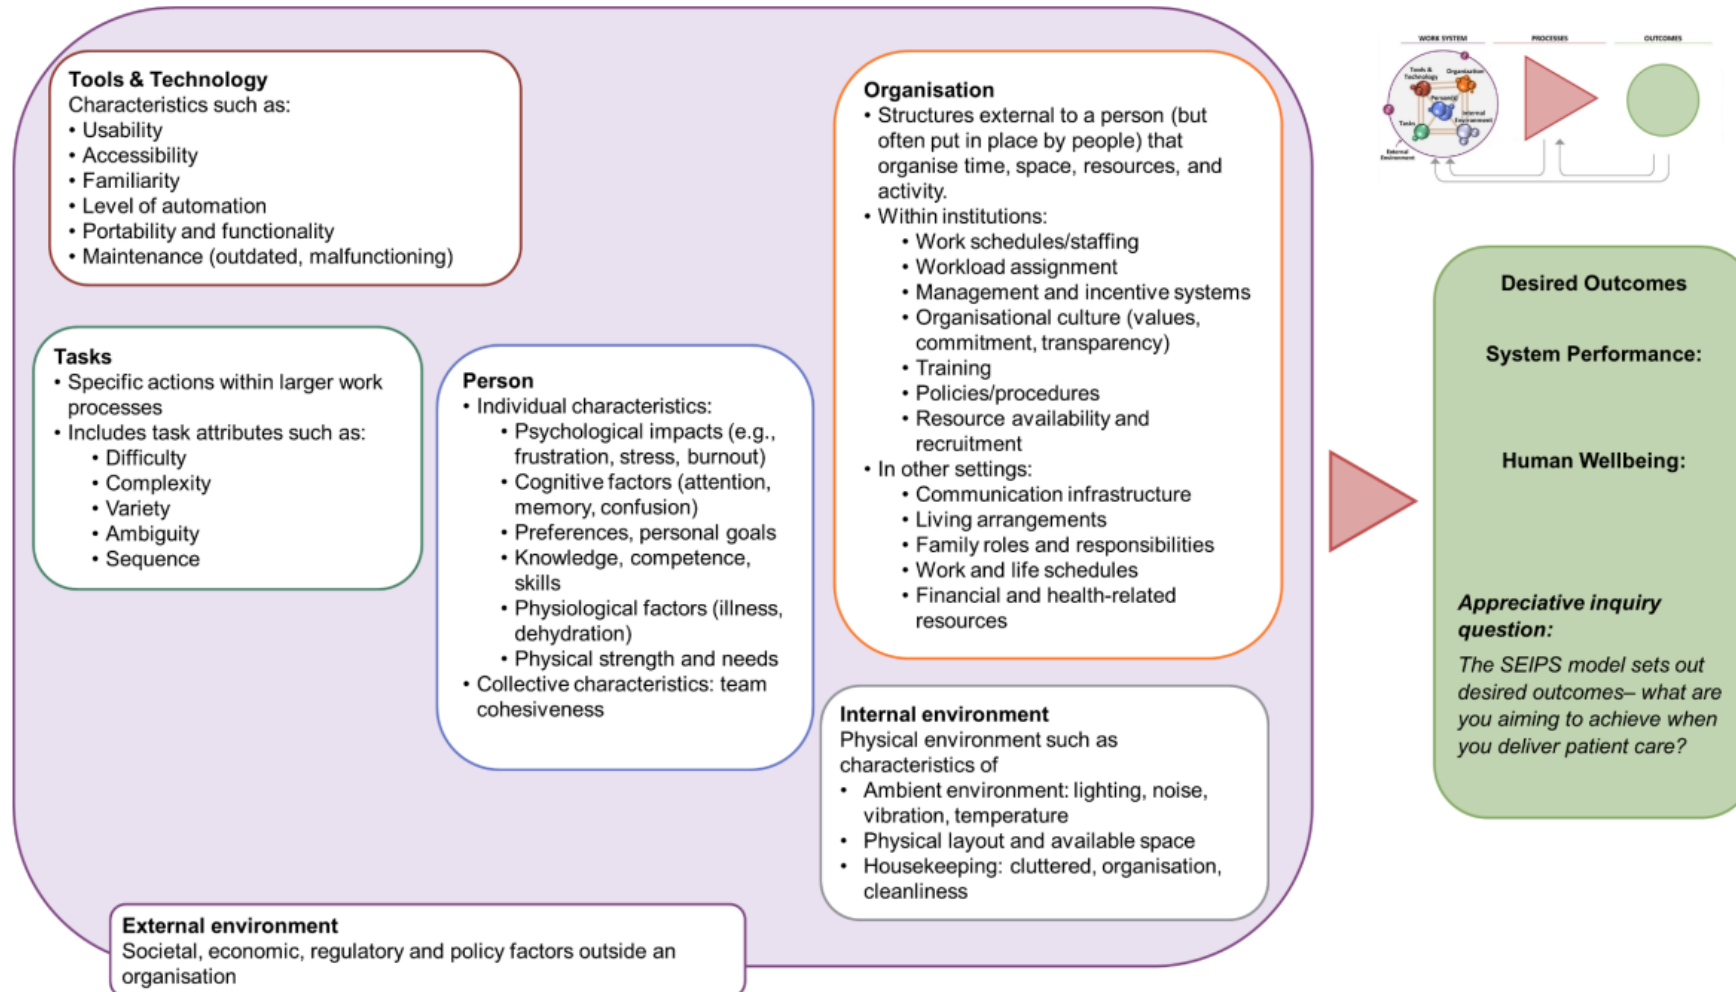 Tools & Technology
Characteristics such as:
• Usability
• Accessibility
• Familiarity
• Level of automation
• Portability and functionality
• Maintenance (outdated, malfunctioning)
Tasks
• Specific actions within larger work
processes
• Includes task attributes such as:
• Difficulty
• Complexity
• Variety
• Ambiguity
• Sequence
Person
• Individual characteristics:
• Psychological impacts (e.g.,
frustration, stress, burnout)
• Cognitive factors (attention,
memory, confusion)
• Preferences, personal goals
• Knowledge, competence,
skills
• Physiological factors (illness,
dehydration)
• Physical strength and needs
• Collective characteristics: team
cohesiveness
Organisation
• Structures external to a person (but
often put in place by people) that
organise time, space, resources, and
activity.
• Within institutions:
• Work schedules/staffing
• Workload assignment
• Management and incentive systems
• Organisational culture (values,
commitment, transparency)
• Training
• Policies/procedures
• Resource availability and
recruitment
• In other settings:
• Communication infrastructure
• Living arrangements
• Family roles and responsibilities
• Work and life schedules
• Financial and health-related
resources
Internal environment
Physical environment such as
characteristics of
• Ambient environment: lighting, noise,
vibration, temperature
• Physical layout and available space
• Housekeeping: cluttered, organisation,
cleanliness
External environment
Societal, economic, regulatory and policy factors outside an
organisation
WORK SYSTEM
PROCESSES
OUTCOMES
Tools &
Technology
Organisation
Person(s)
Tasks
Internal
Environment
External
Environment
Desired Outcomes
System Performance:
Human Wellbeing:
Appreciative inquiry
question:
The SEIPS model sets out
desired outcomes– what are
you aiming to achieve when
you deliver patient care?